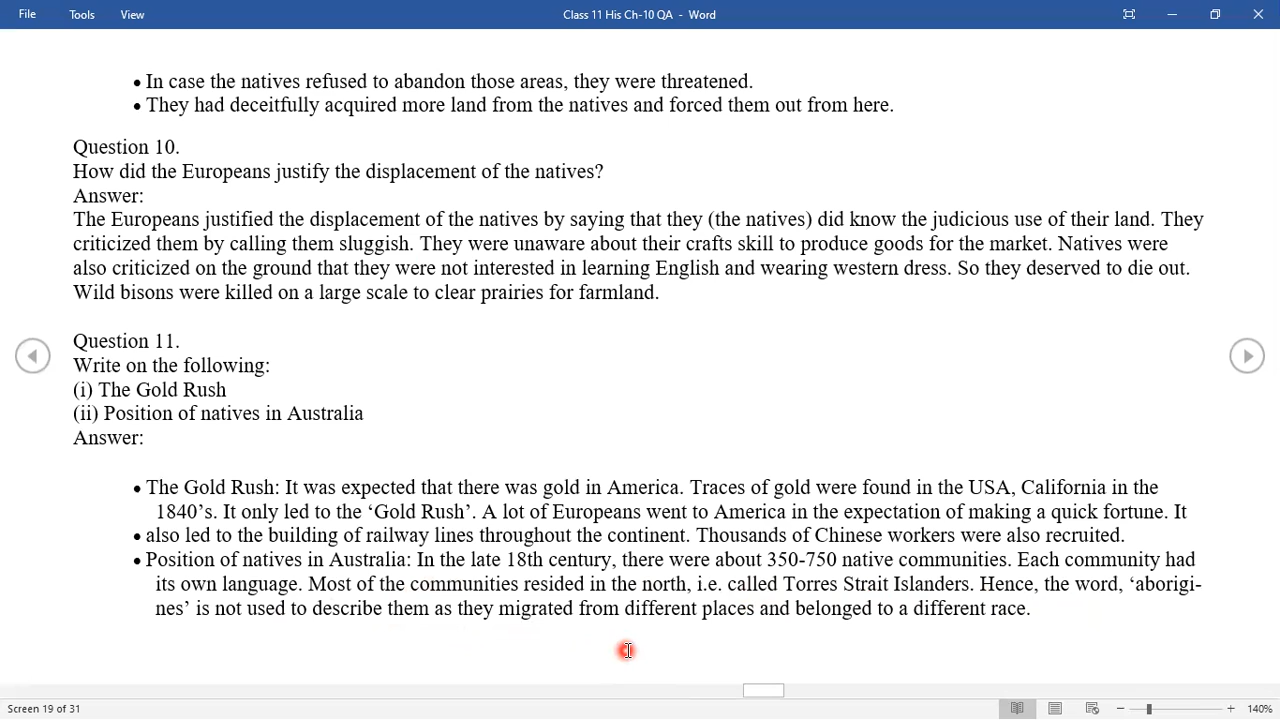 File Tools View Class 11 His Ch-10 QA - Word
• In case the natives refused to abandon those areas, they were threatened.
• They had deceitfully acquired more land from the natives and forced them out from here.
Question 10.
How did the Europeans justify the displacement of the natives?
Answer:
The Europeans justified the displacement of the natives by saying that they (the natives) did know the judicious use of their land. They
criticized them by calling them sluggish. They were unaware about their crafts skill to produce goods for the market. Natives were
also criticized on the ground that they were not interested in learning English and wearing western dress. So they deserved to die out.
Wild bisons were killed on a large scale to clear prairies for farmland.
Question 11.
Write on the following:
(i) The Gold Rush
(ii) Position of natives in Australia
Answer:
• The Gold Rush: It was expected that there was gold in America. Traces of gold were found in the USA, California in the
1840’s. It only led to the ‘Gold Rush’. A lot of Europeans went to America in the expectation of making a quick fortune. It
• also led to the building of railway lines throughout the continent. Thousands of Chinese workers were also recruited.
• Position of natives in Australia: In the late 18th century, there were about 350-750 native communities. Each community had
its own language. Most of the communities resided in the north, i.e. called Torres Strait Islanders. Hence, the word, ‘aborigi-
nes’ is not used to describe them as they migrated from different places and belonged to a different race.
Screen 19 of 31 140%